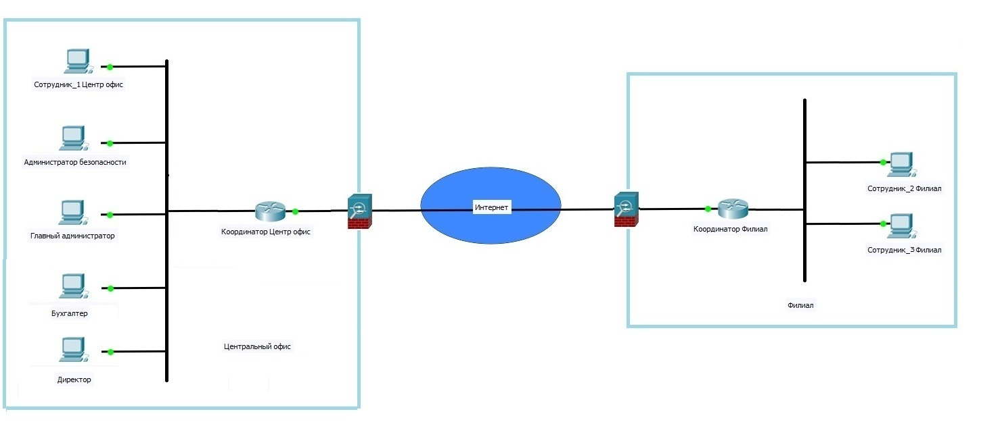 Сотрудник_1 Центр офис
Администратор безопасности
Главный администратор
Координатор Центр офис
Бухгалтер
Центральный офис
Директор
Интернет
Сотрудник_2 Филиал
Координатор Филиал
Сотрудник_3 Филиал
Филиал